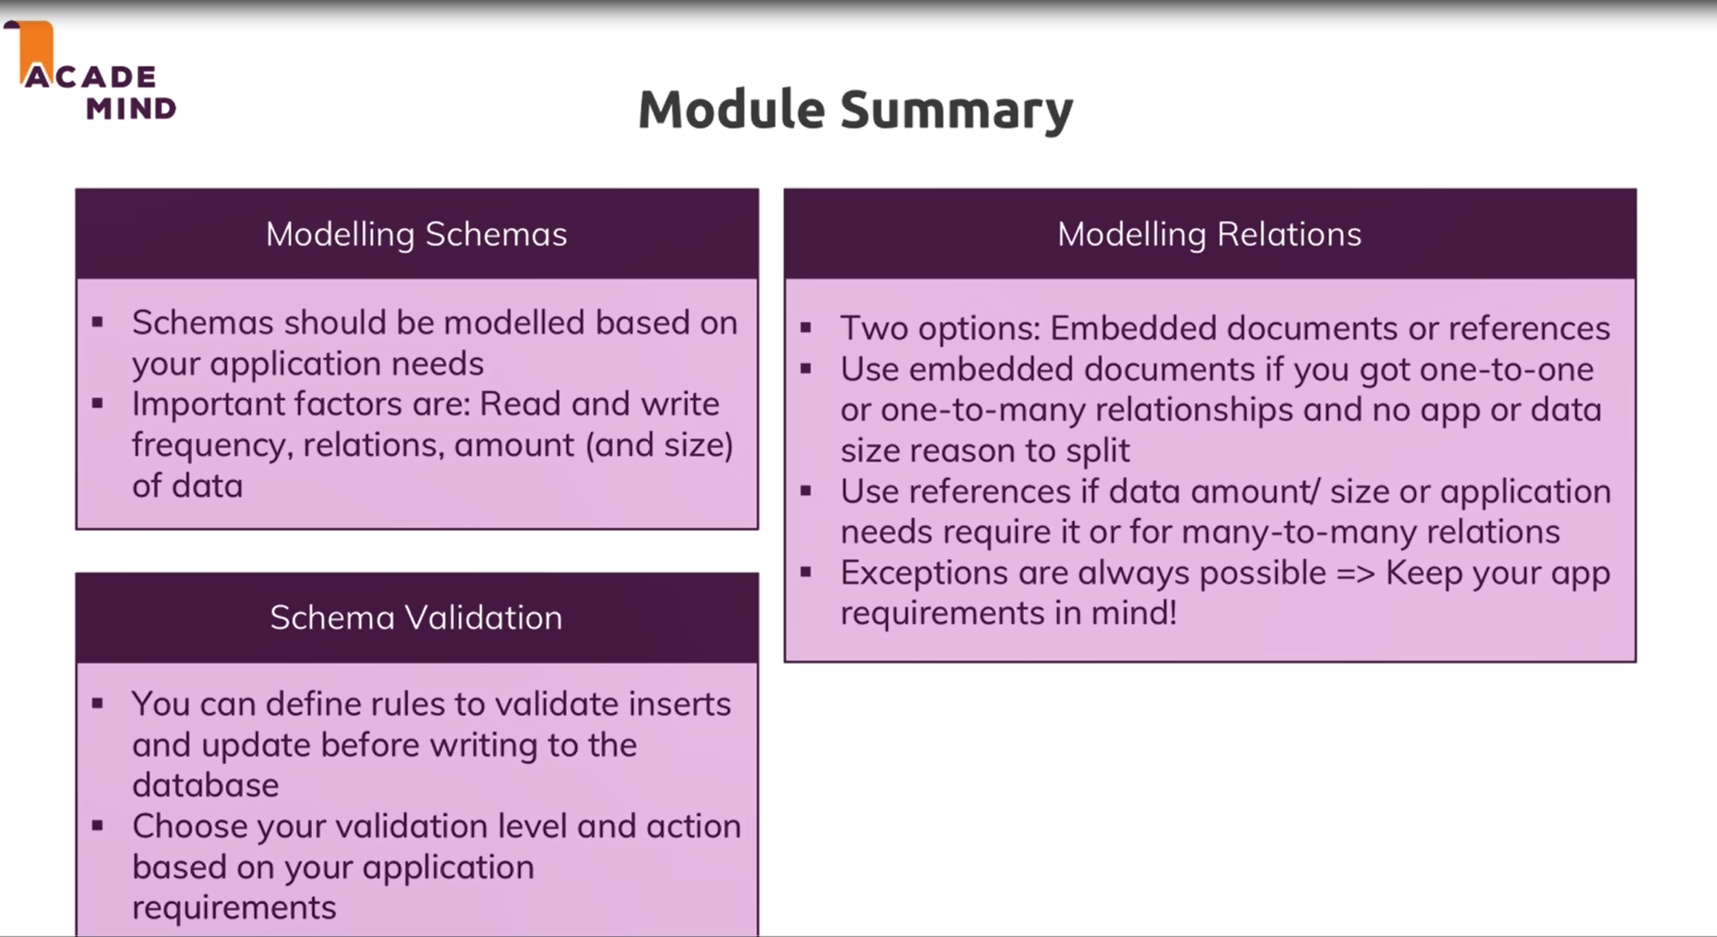 ACADE
MIND
Module Summary
Modelling Schemas
▪ Schemas should be modelled based on
your application needs
▪ Important factors are: Read and write
frequency, relations, amount (and size)
of data
Schema Validation
▪ You can define rules to validate inserts
and update before writing to the
database
▪ Choose your validation level and action
based on your application
requirements
Modelling Relations
▪ Two options: Embedded documents or references
▪ Use embedded documents if you got one-to-one
or one-to-many relationships and no app or data
size reason to split
▪ Use references if data amount/ size or application
needs require it or for many-to-many relations
▪ Exceptions are always possible => Keep your app
requirements in mind!